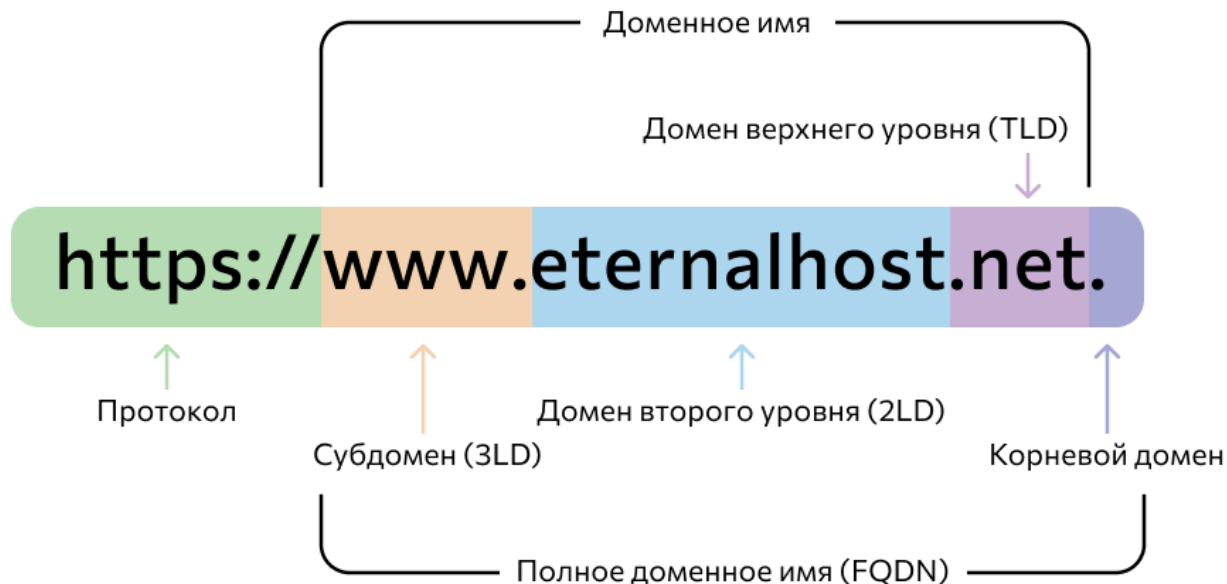 Доменное имя
Домен верхнего уровня (TLD)
https://www.eternalhost.net.
Протокол
Домен второго уровня (2LD)
Субдомен (3LD)
Корневой домен
Полное доменное имя (FQDN)